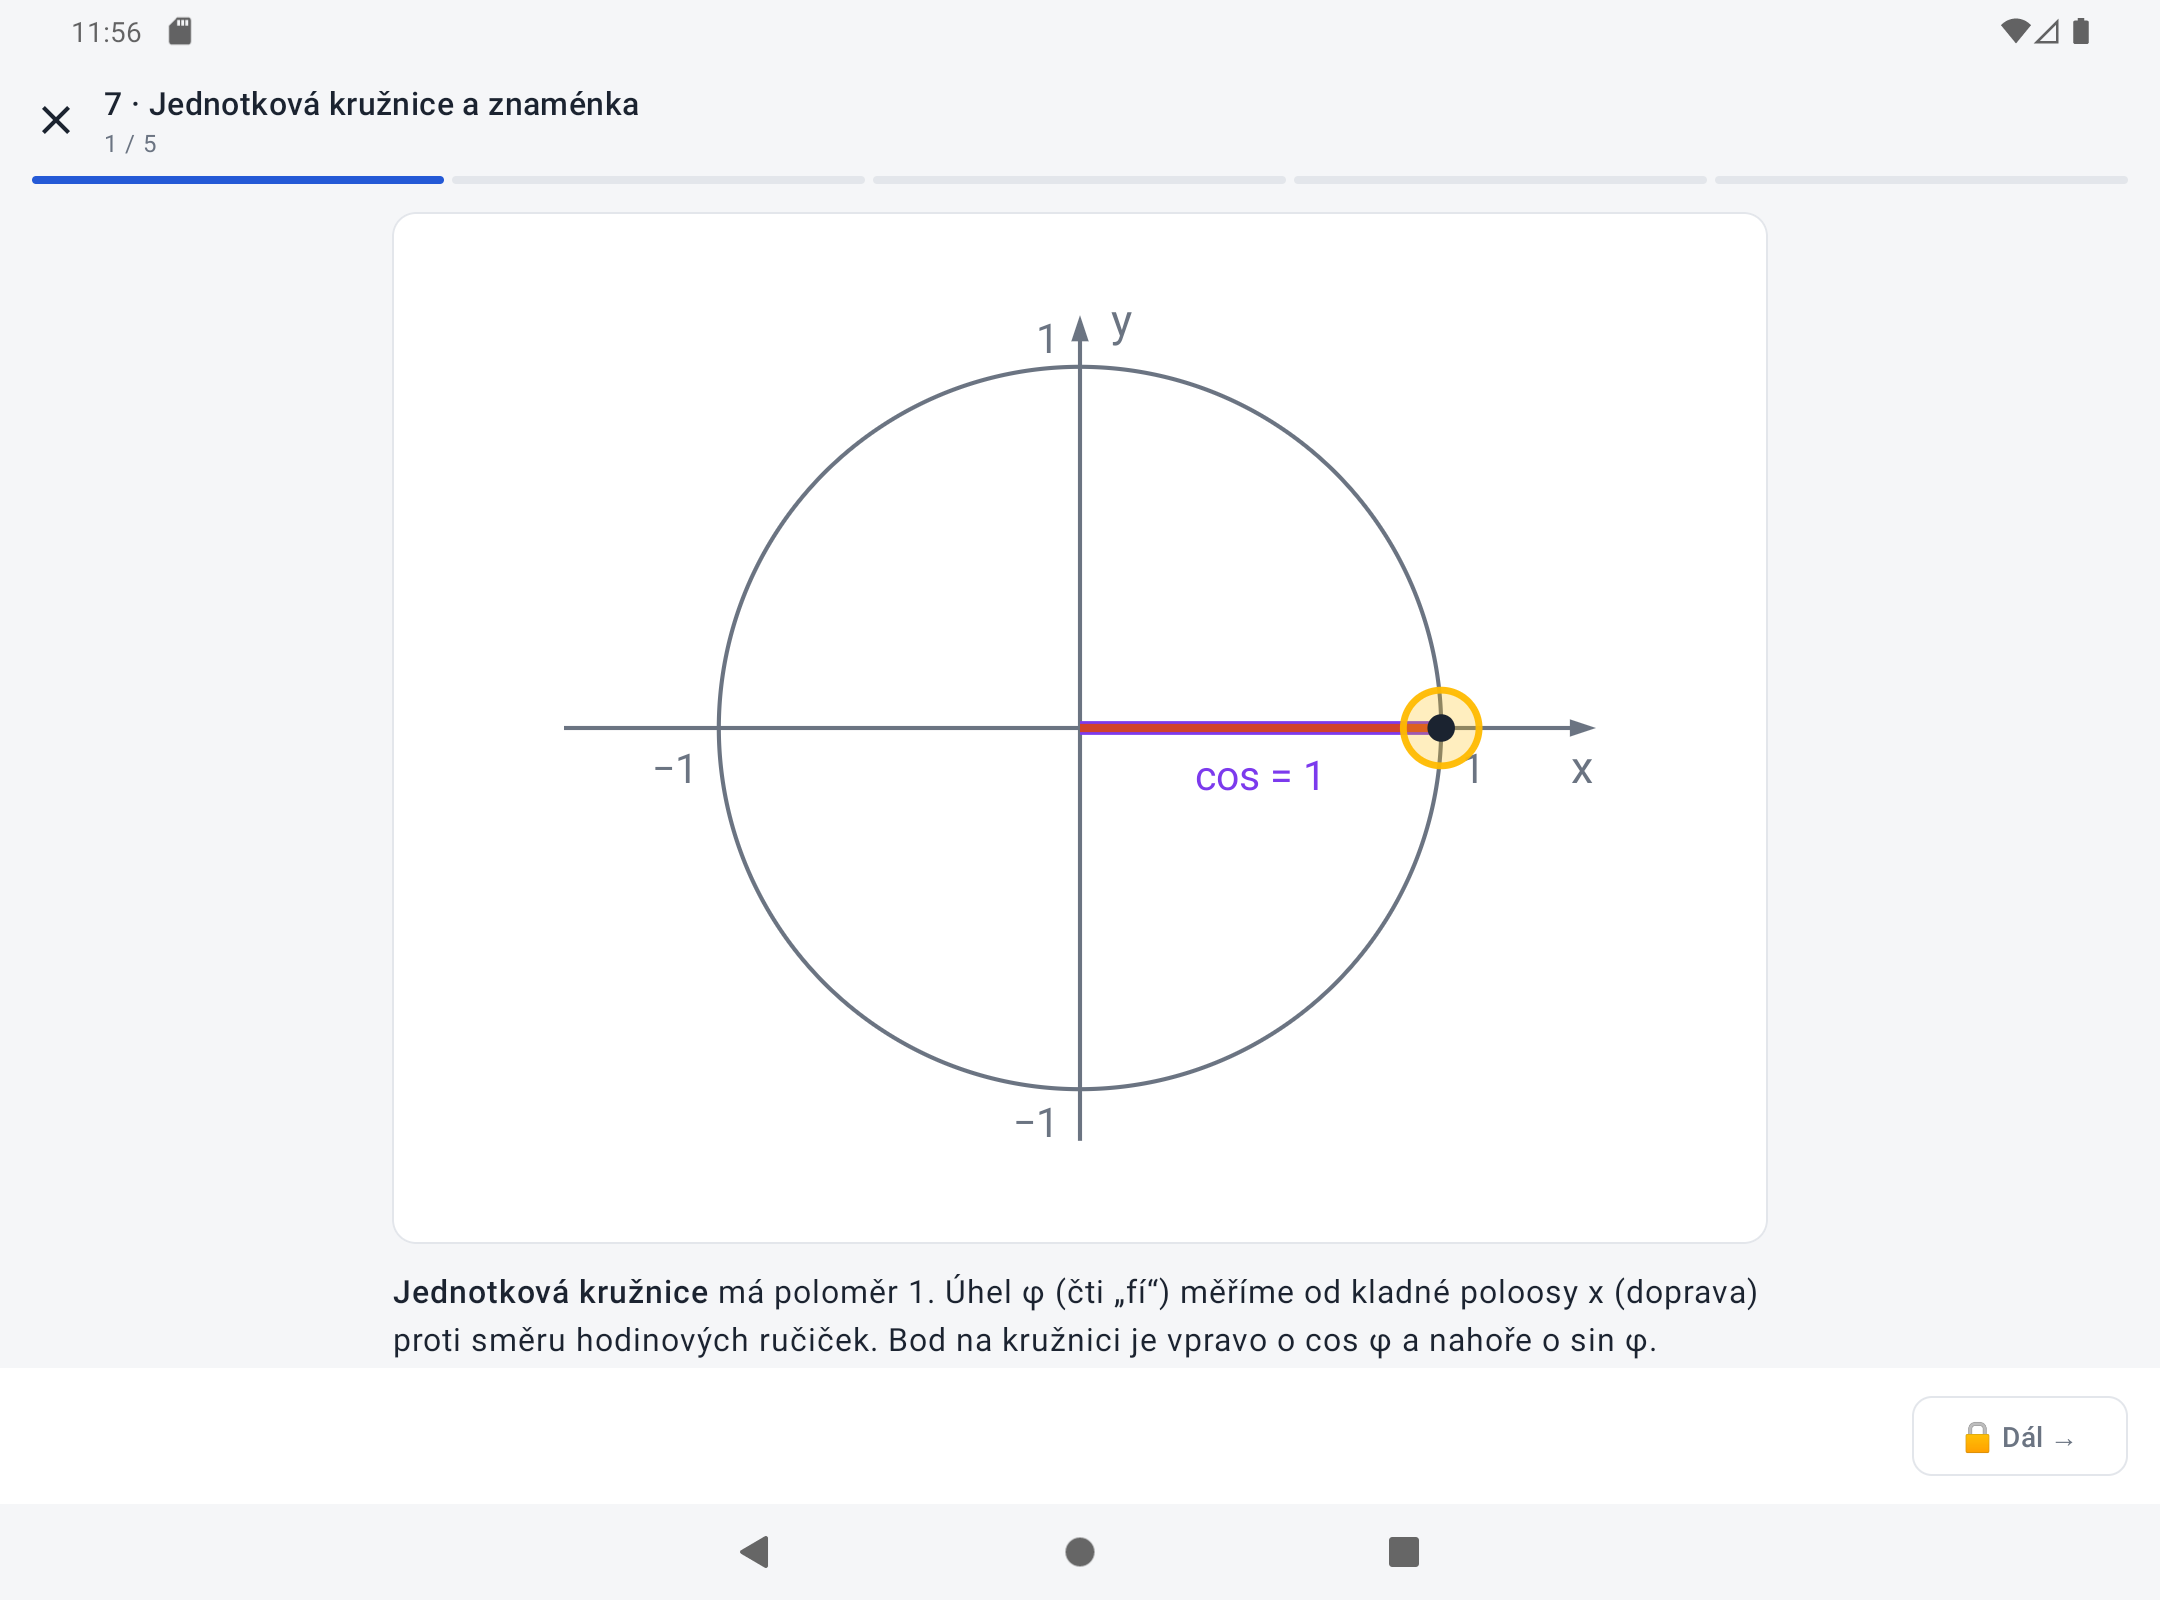 11:56
7 · Jednotková kružnice a znaménka
1 / 5
1 y
−1 cos = 1 1 x
−1
Jednotková kružnice má poloměr 1. Úhel φ (čti „fí“) měříme od kladné poloosy x (doprava)
proti směru hodinových ručiček. Bod na kružnici je vpravo o cos φ a nahoře o sin φ.
🔒 Dál →